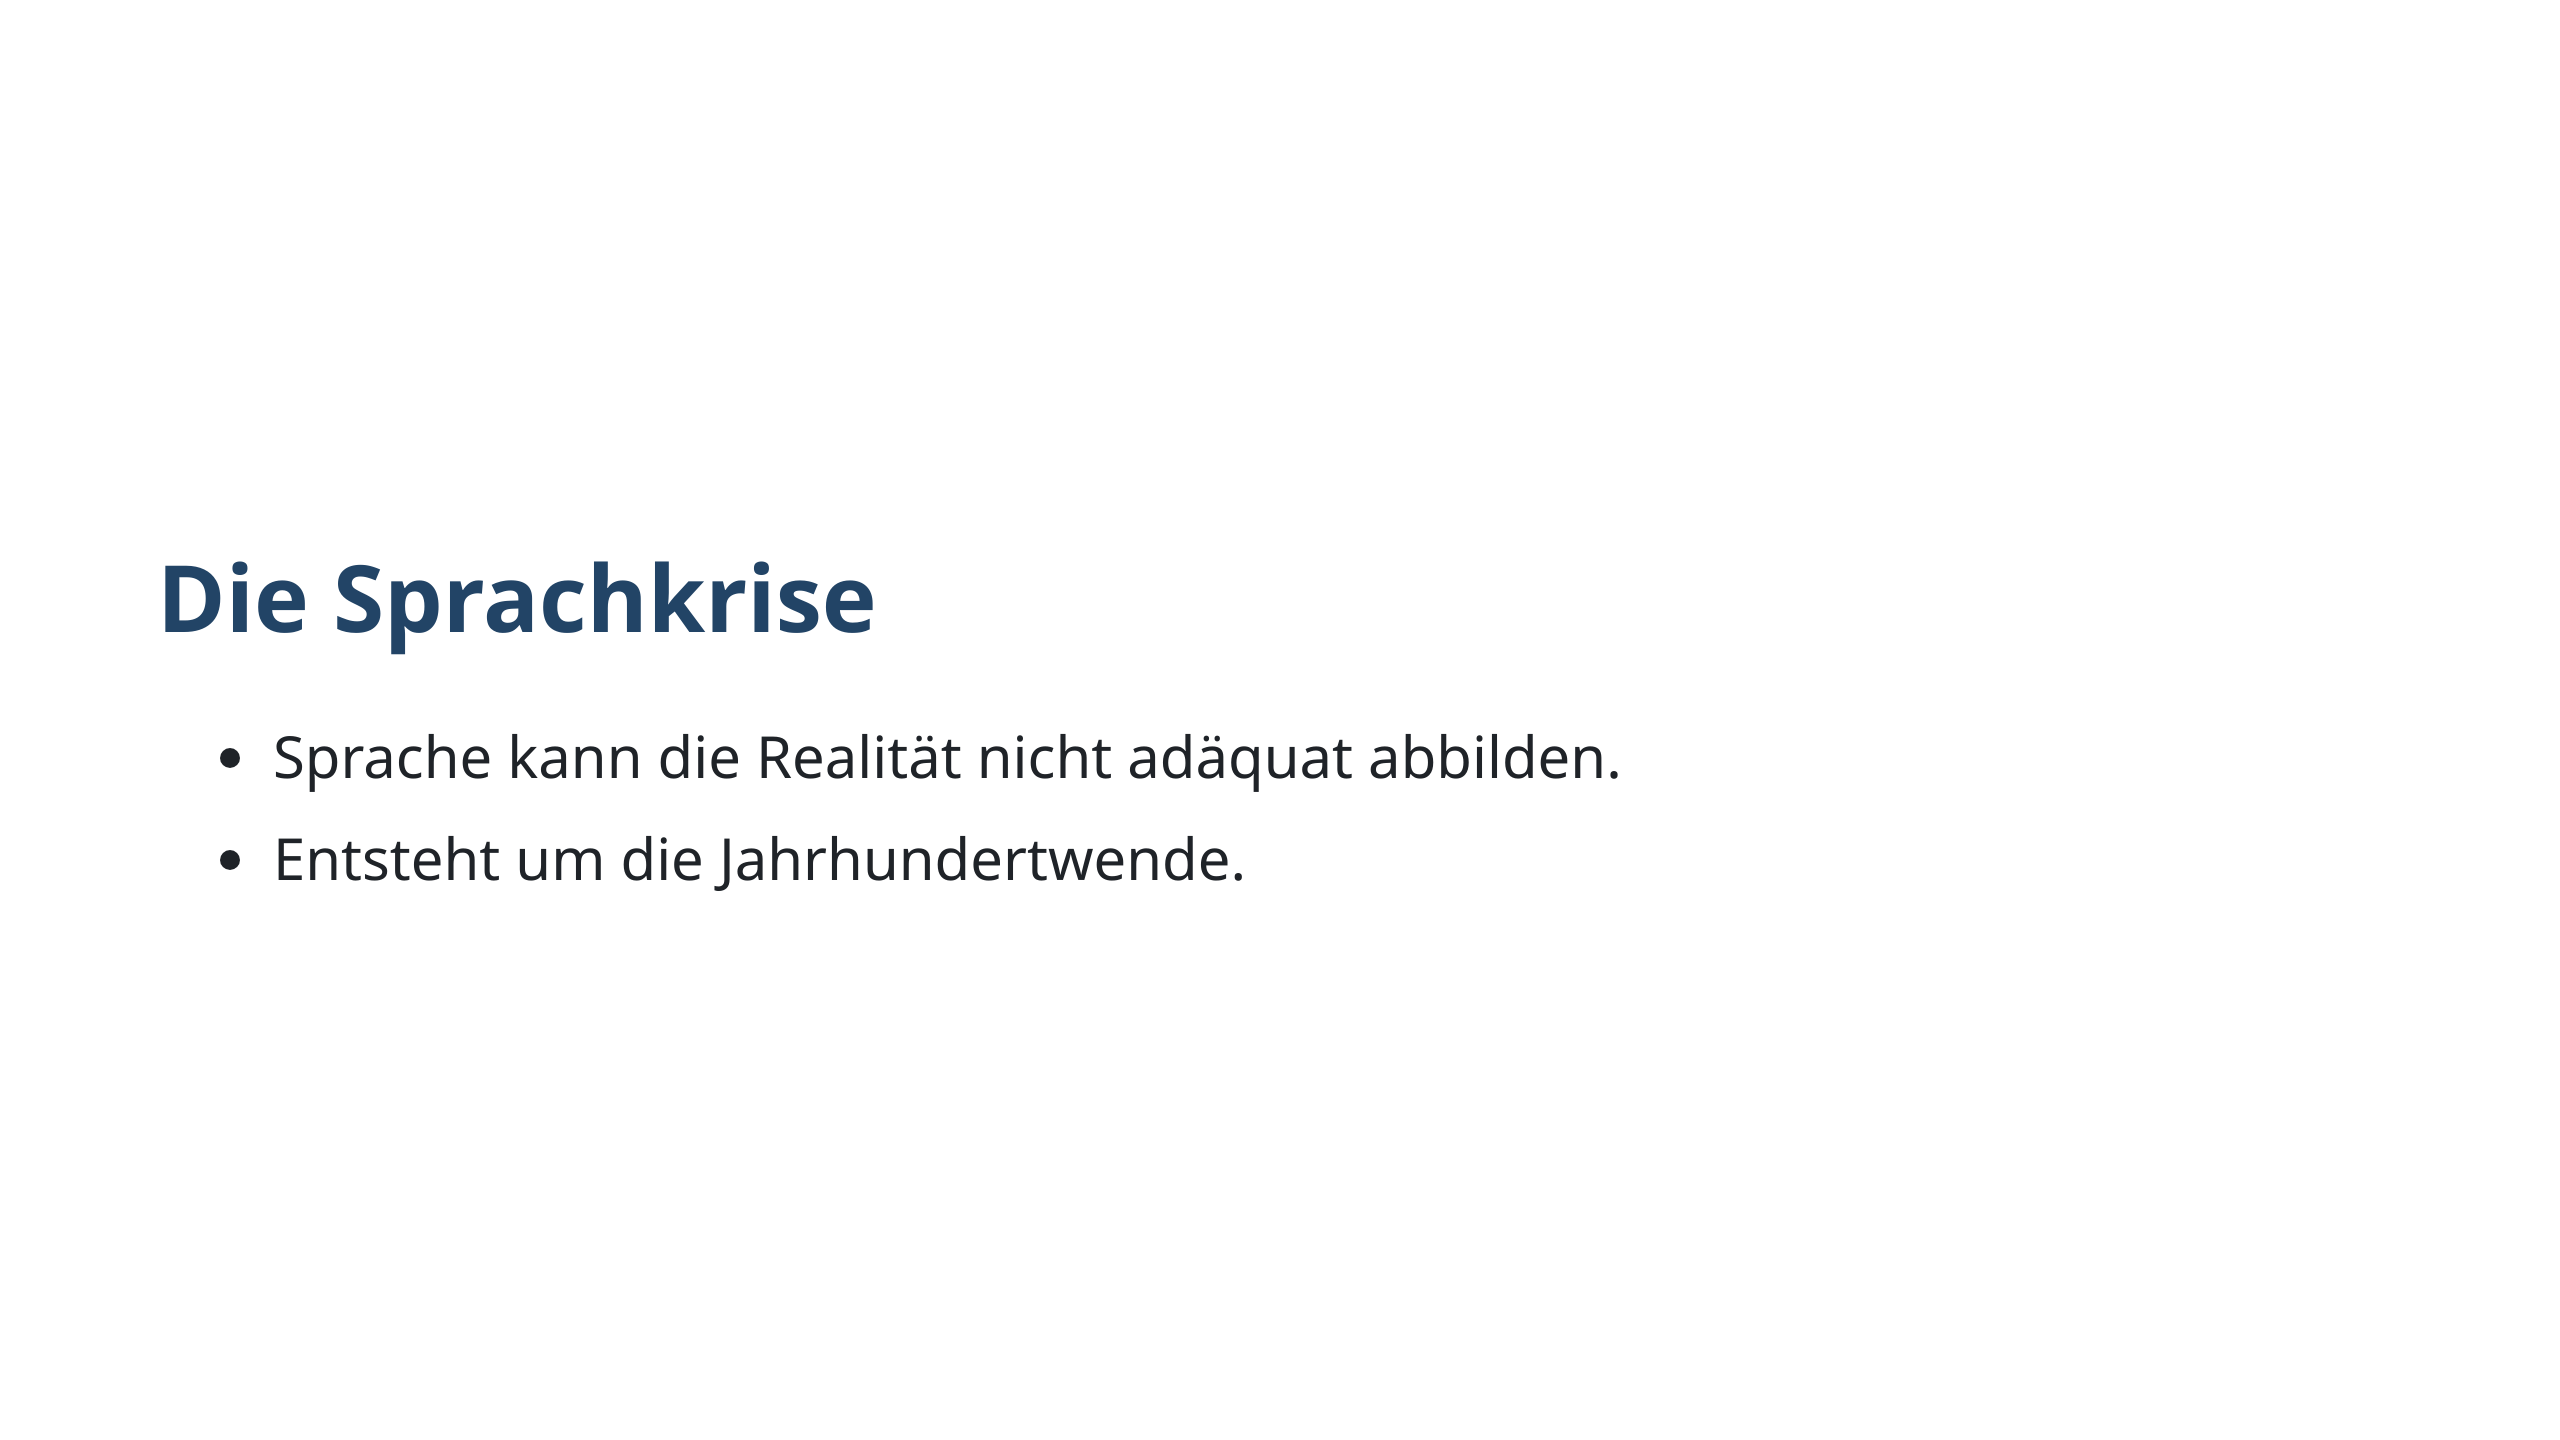 Die Sprachkrise
• Sprache kann die Realität nicht adäquat abbilden.
• Entsteht um die Jahrhundertwende.